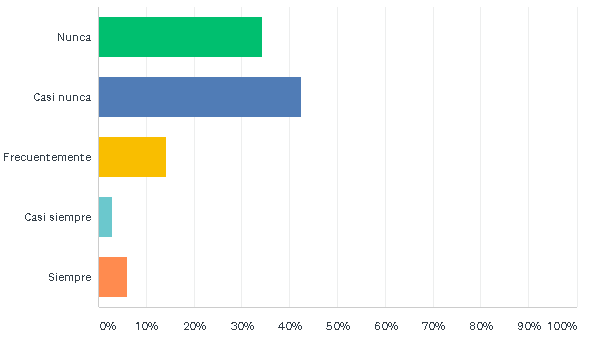 Nunca
Casi nunca
Frecuentemente
Casi siempre
Siempre
0% 10% 20% 30% 40% 50% 60% 70% 80% 90% 100%